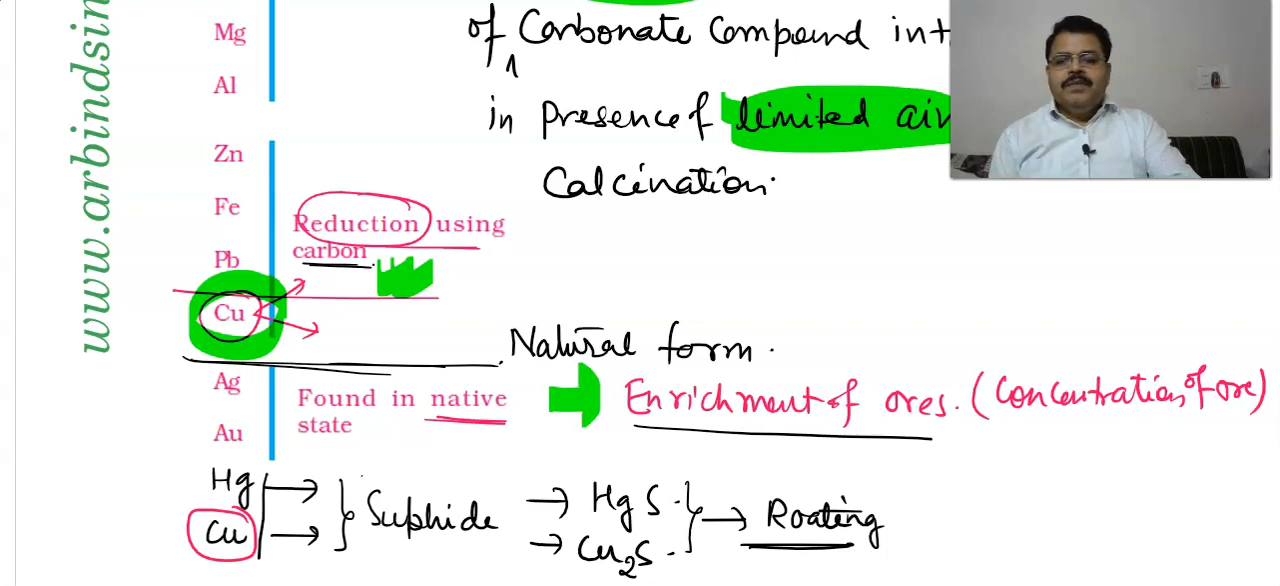 www.arbindsin
Mg
of Carbonate Compound int
Al
in presence of limited air
Zn
Calcination.
Fe
Reduction using
carbon
Pb
Cu
Natural form.
Ag
Found in native
state
Enrichment of ores. (Concentration of ore)
Au
Hg
Cu
Suphide
HgS
Cu2S
Roating